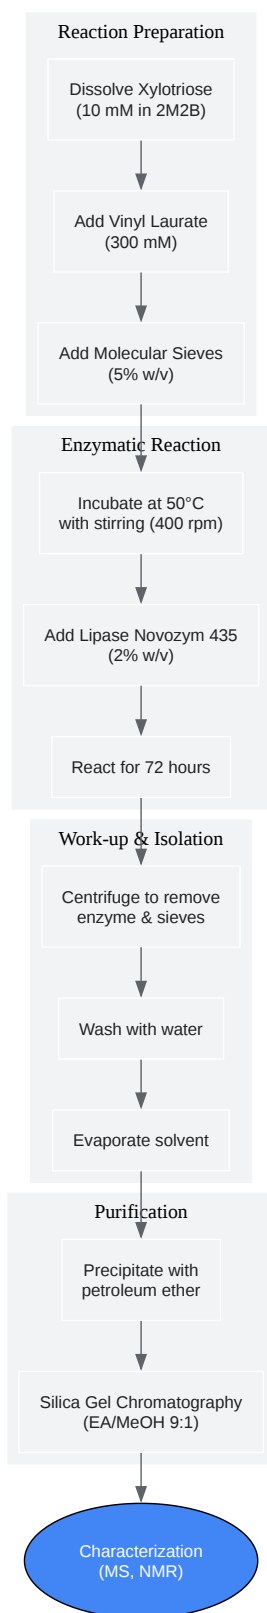 Reaction Preparation
Dissolve Xylotriose
(10 mM in 2M2B)
Add Vinyl Laurate
(300 mM)
Add Molecular Sieves
(5% w/v)
Enzymatic Reaction
Incubate at 50°C
with stirring (400 rpm)
Add Lipase Novozym 435
(2% w/v)
React for 72 hours
Work-up & Isolation
Centrifuge to remove
enzyme & sieves
Wash with water
Evaporate solvent
Purification
Precipitate with
petroleum ether
Silica Gel Chromatography
(EA/MeOH 9:1)
Characterization
(MS, NMR)